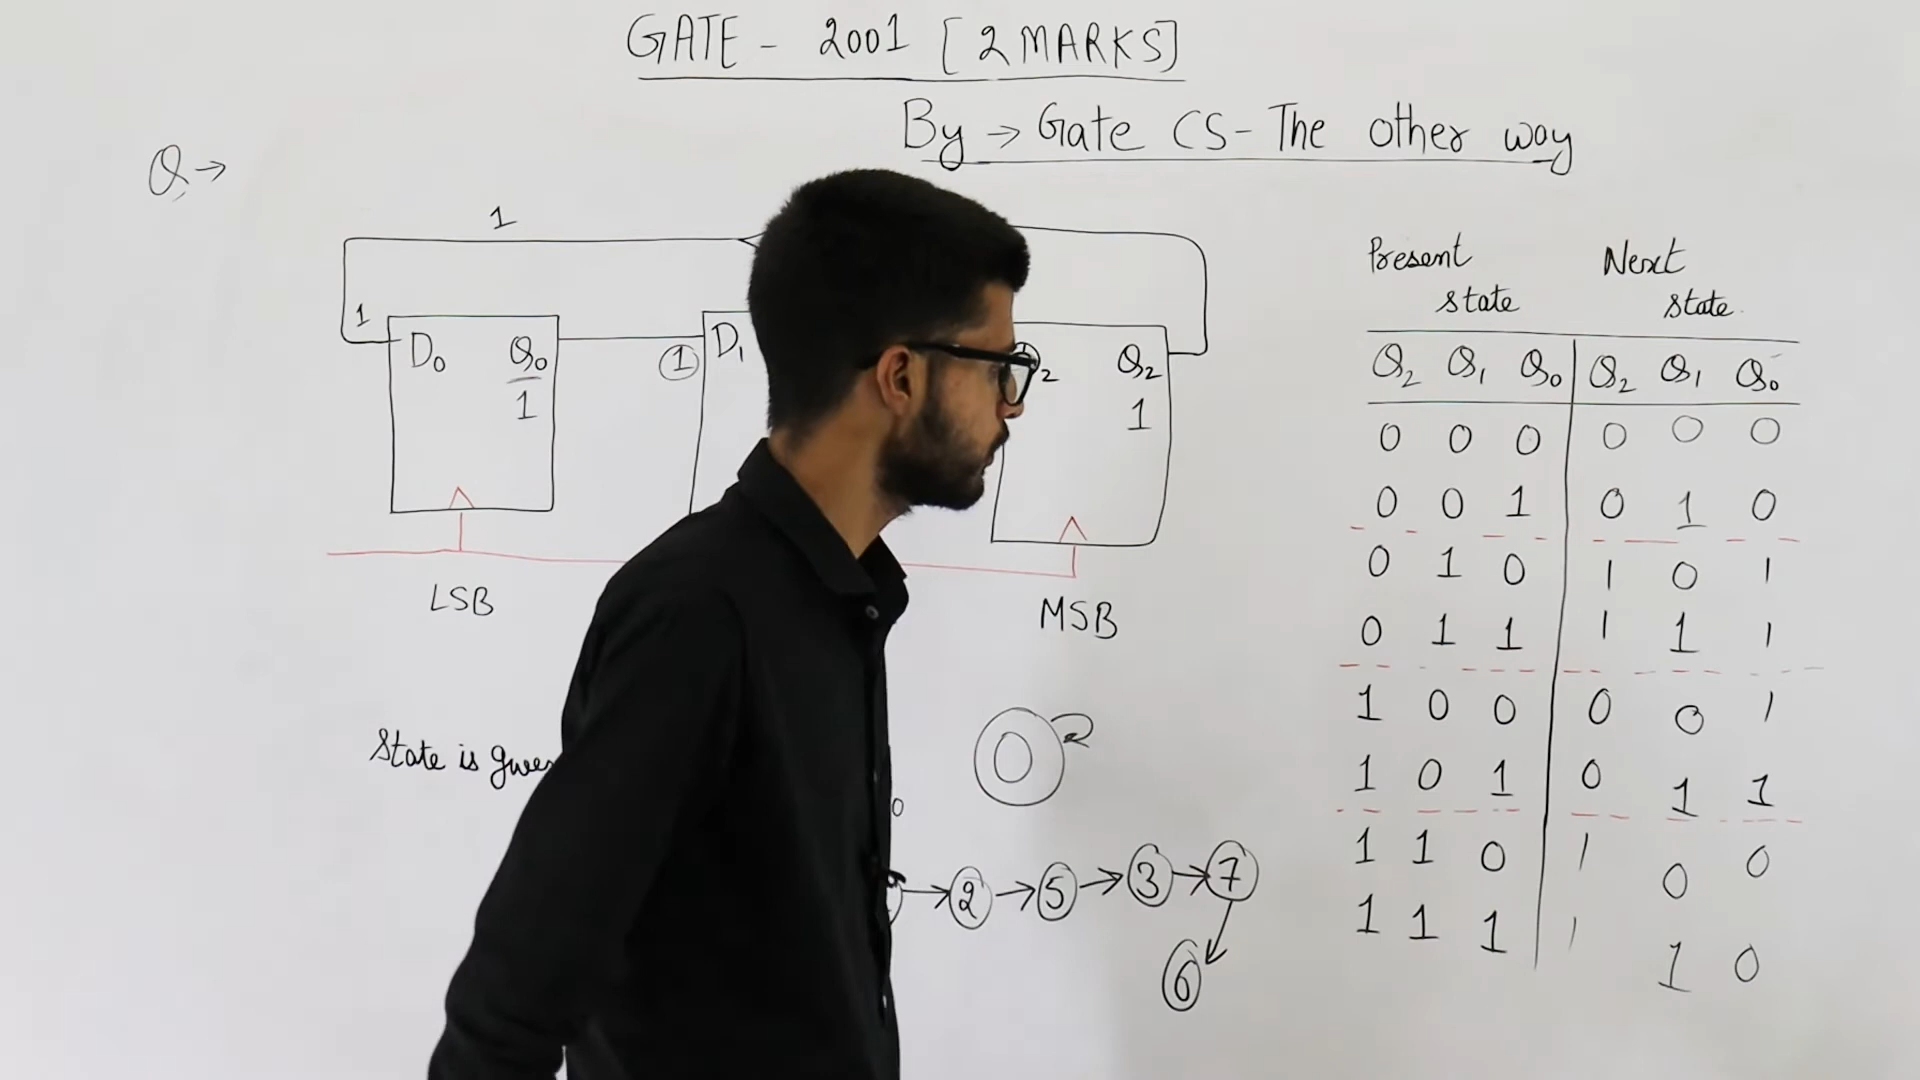 GATE - 2001 [2 MARKS]
By → Gate CS - The other way
Q →
1
1
D₀ Q₀
1
① D₁
₂ Q₂
1
LSB
MSB
State is given
0
0
→ 2 → 5 → 3 → 7
6
Present state Next state
Q₂ Q₁ Q₀ Q₂ Q₁ Q₀
0 0 0 0 0 0
0 0 1 0 1 0
0 1 0 1 0 1
0 1 1 1 1 1
1 0 0 0 0 1
1 0 1 0 1 1
1 1 0 1 0 0
1 1 1 1 1 0